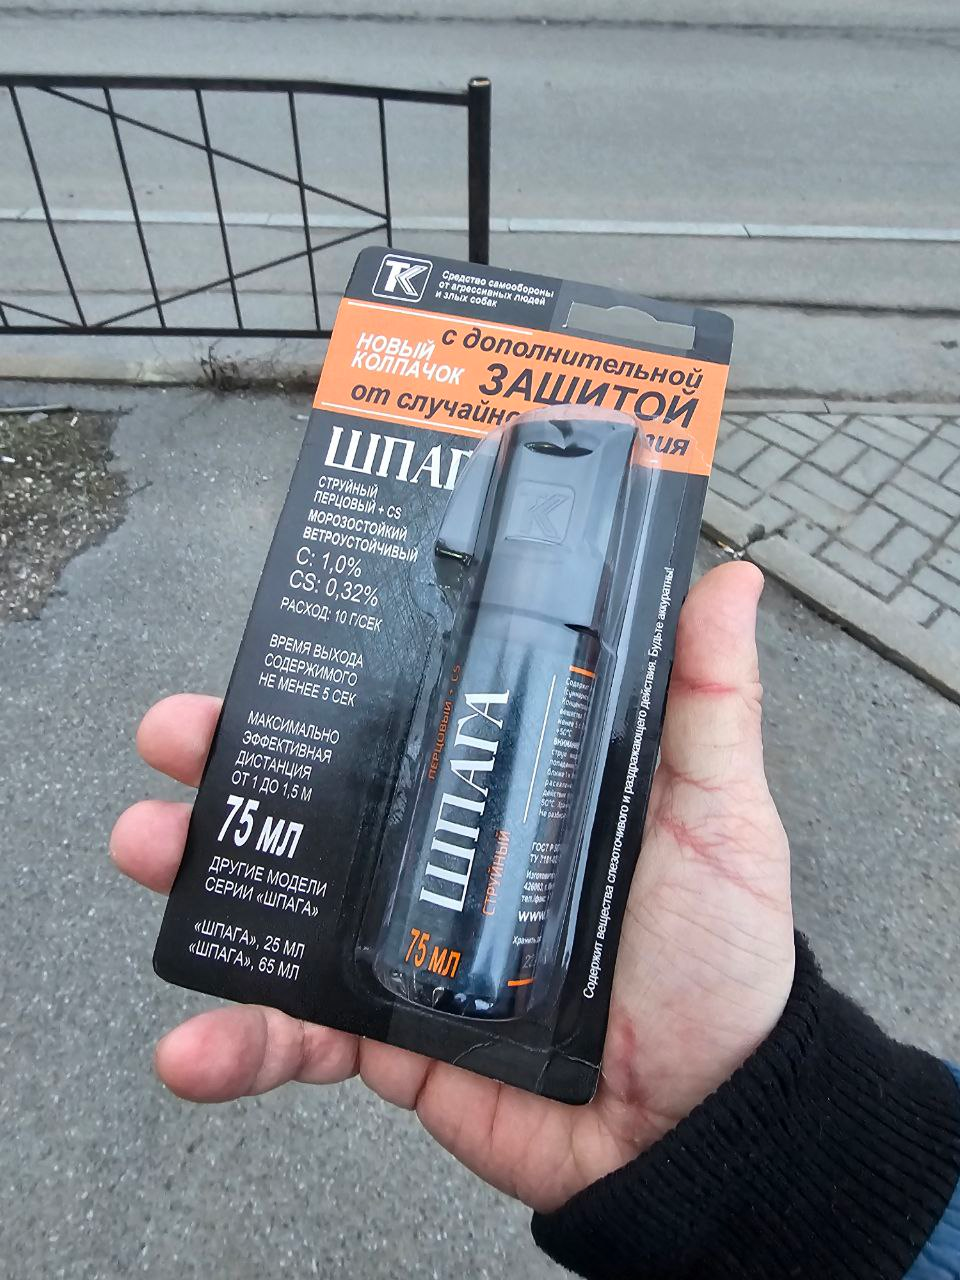 ТК
Средство самообороны
от агрессивных людей
и злых собак
НОВЫЙ
КОЛПАЧОК
с дополнительной
ЗАЩИТОЙ
от случайно
ШПАГ
СТРУЙНЫЙ
ПЕРЦОВЫЙ + CS
МОРОЗОСТОЙКИЙ
ВЕТРОУСТОЙЧИВЫЙ
С: 1,0%
CS: 0,32%
РАСХОД: 10 Г/СЕК
ВРЕМЯ ВЫХОДА
СОДЕРЖИМОГО
НЕ МЕНЕЕ 5 СЕК
МАКСИМАЛЬНО
ЭФФЕКТИВНАЯ
ДИСТАНЦИЯ
ОТ 1 ДО 1,5 М
75 МЛ
ДРУГИЕ МОДЕЛИ
СЕРИИ «ШПАГА»
«ШПАГА», 25 МЛ
«ШПАГА», 65 МЛ
ТК
ПЕРЦОВЫЙ + CS
ШПАГА
СТРУЙНЫЙ
75 МЛ
Содержит
ГОСТ Р
www.
Содержит вещества слезоточивого и раздражающего действия. Будьте аккуратны!